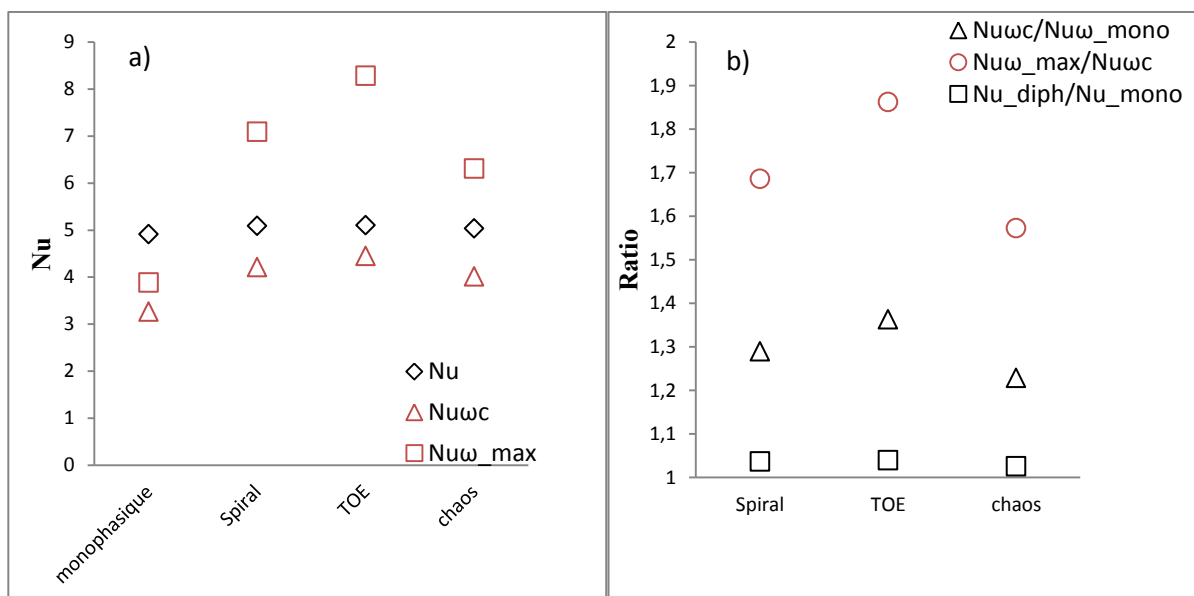 a)
Nu
9
8
7
6
5
4
3
2
1
0
monophasique
Spiral
TOE
chaos
Nu
Nuωc
Nuω_max
b)
Ratio
2
1,9
1,8
1,7
1,6
1,5
1,4
1,3
1,2
1,1
1
Spiral
TOE
chaos
Nuωc/Nuω_mono
Nuω_max/Nuωc
Nu_diph/Nu_mono